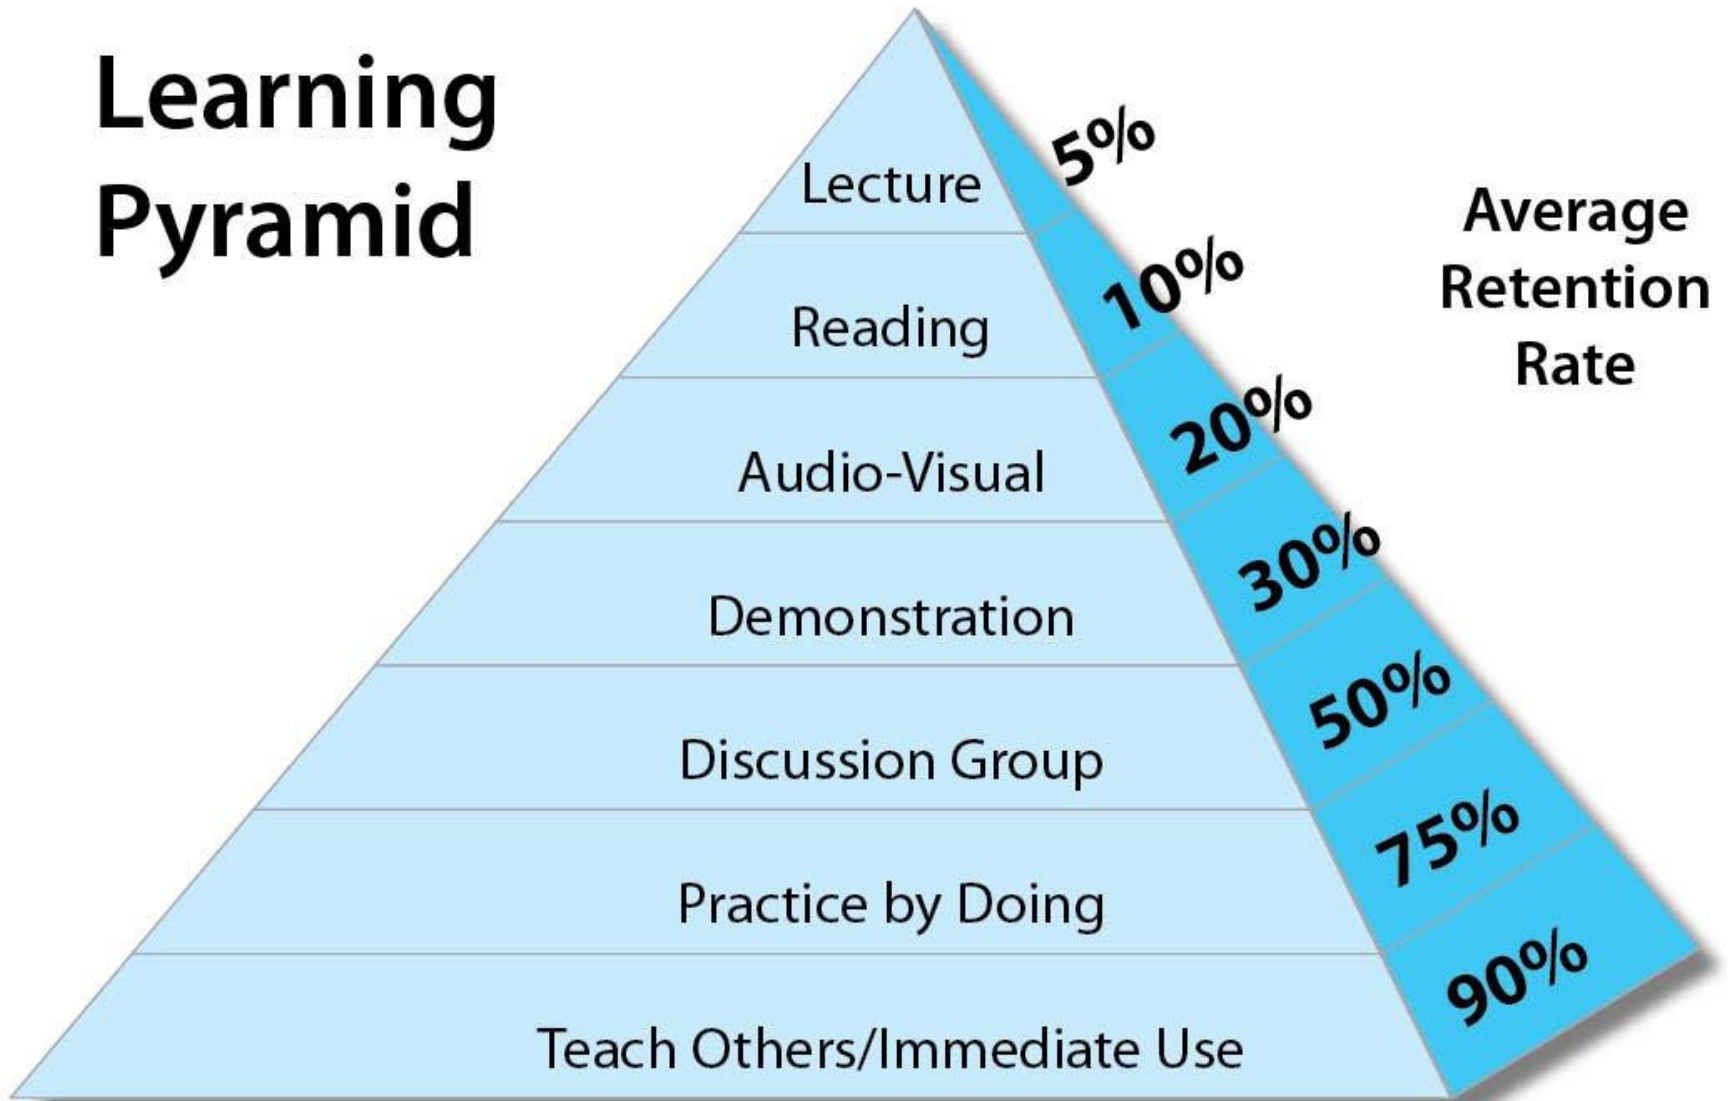 Learning
Pyramid
Average
Retention
Rate
Lecture
5%
Reading
10%
Audio-Visual
20%
Demonstration
30%
Discussion Group
50%
Practice by Doing
75%
Teach Others/Immediate Use
90%